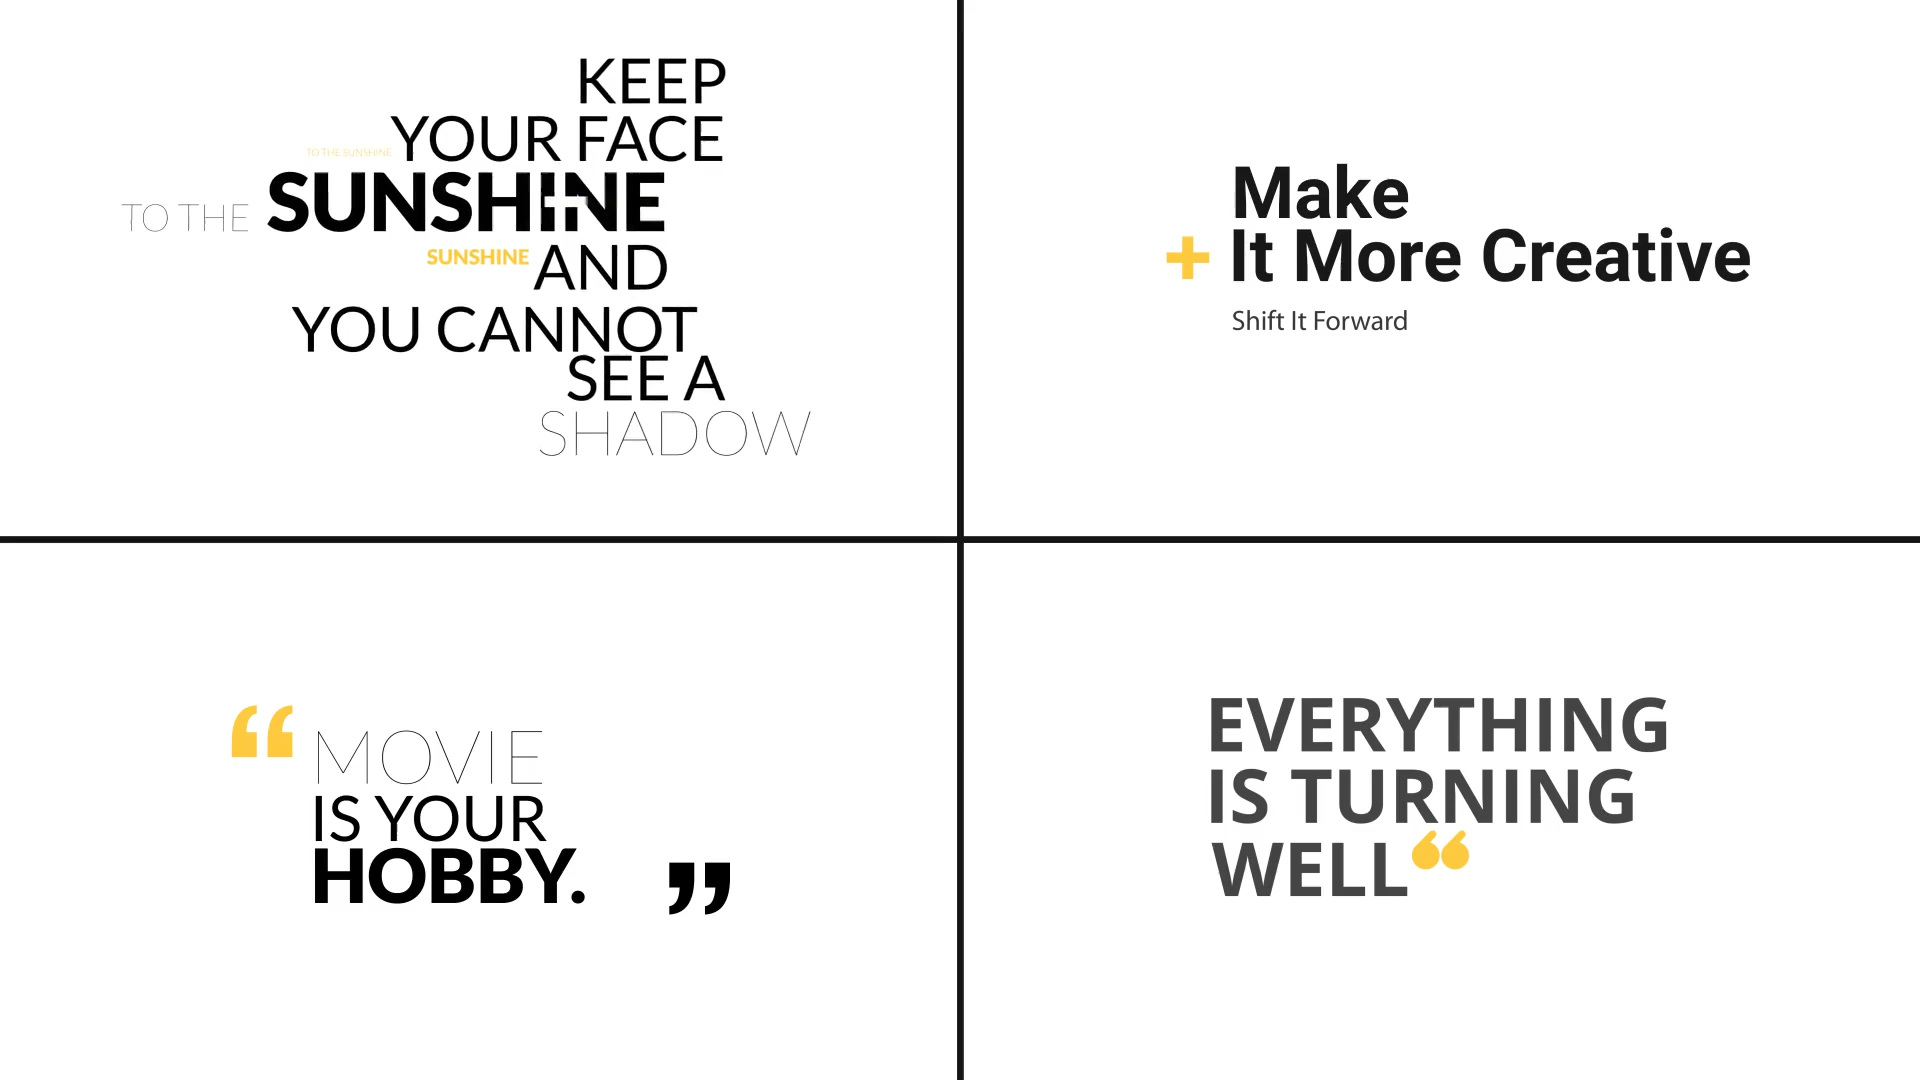 KEEP
YOUR FACE
TO THE SUNSHINE
TO THE SUNSHINE
SUNSHINE
AND
YOU CANNOT
SEE A
SHADOW
Make
+ It More Creative
Shift It Forward
“ MOVIE
IS YOUR
HOBBY. ”
EVERYTHING
IS TURNING
WELL“